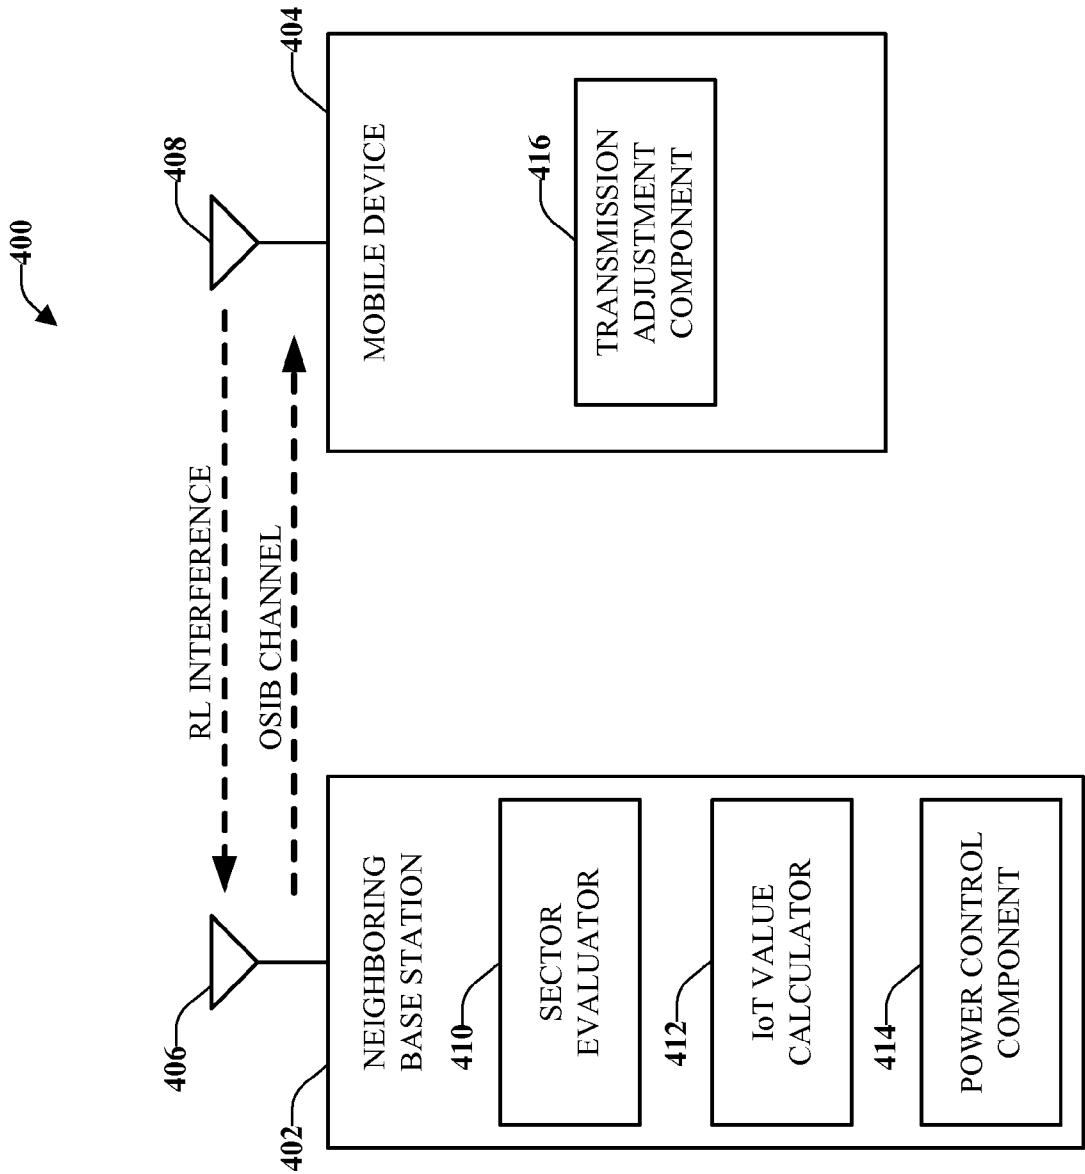 400
406
408
RL INTERFERENCE
OSIB CHANNEL
402
NEIGHBORING
BASE STATION
410
SECTOR
EVALUATOR
412
IoT VALUE
CALCULATOR
414
POWER CONTROL
COMPONENT
404
MOBILE DEVICE
416
TRANSMISSION
ADJUSTMENT
COMPONENT